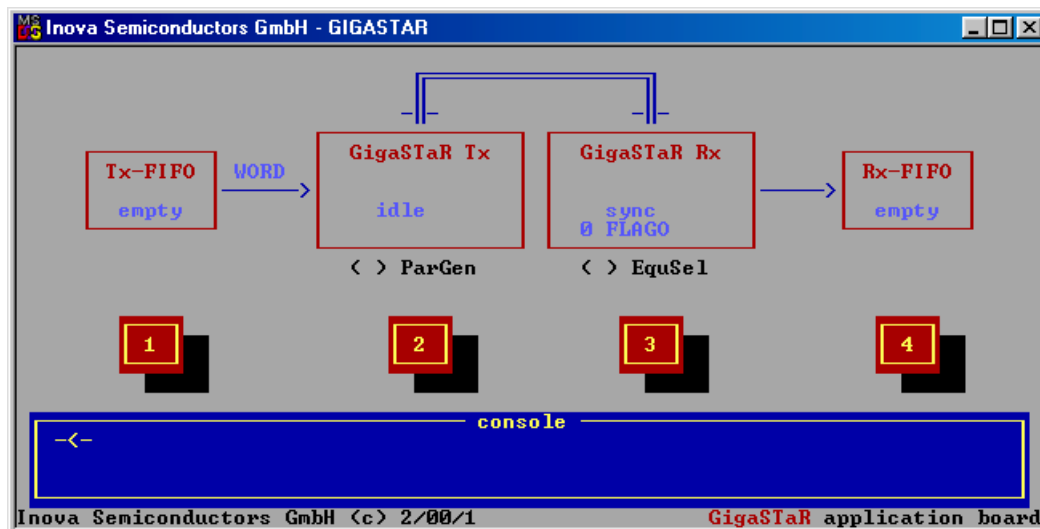 Inova Semiconductors GmbH - GIGASTAR
GigaSTaR Tx GigaSTaR Rx
Tx-FIFO WORD Rx-FIFO
empty idle sync empty
0 FLAGO
< > ParGen < > EquSel
1 2 3 4
console
-<-
Inova Semiconductors GmbH <c> 2/00/1 GigaSTaR application board